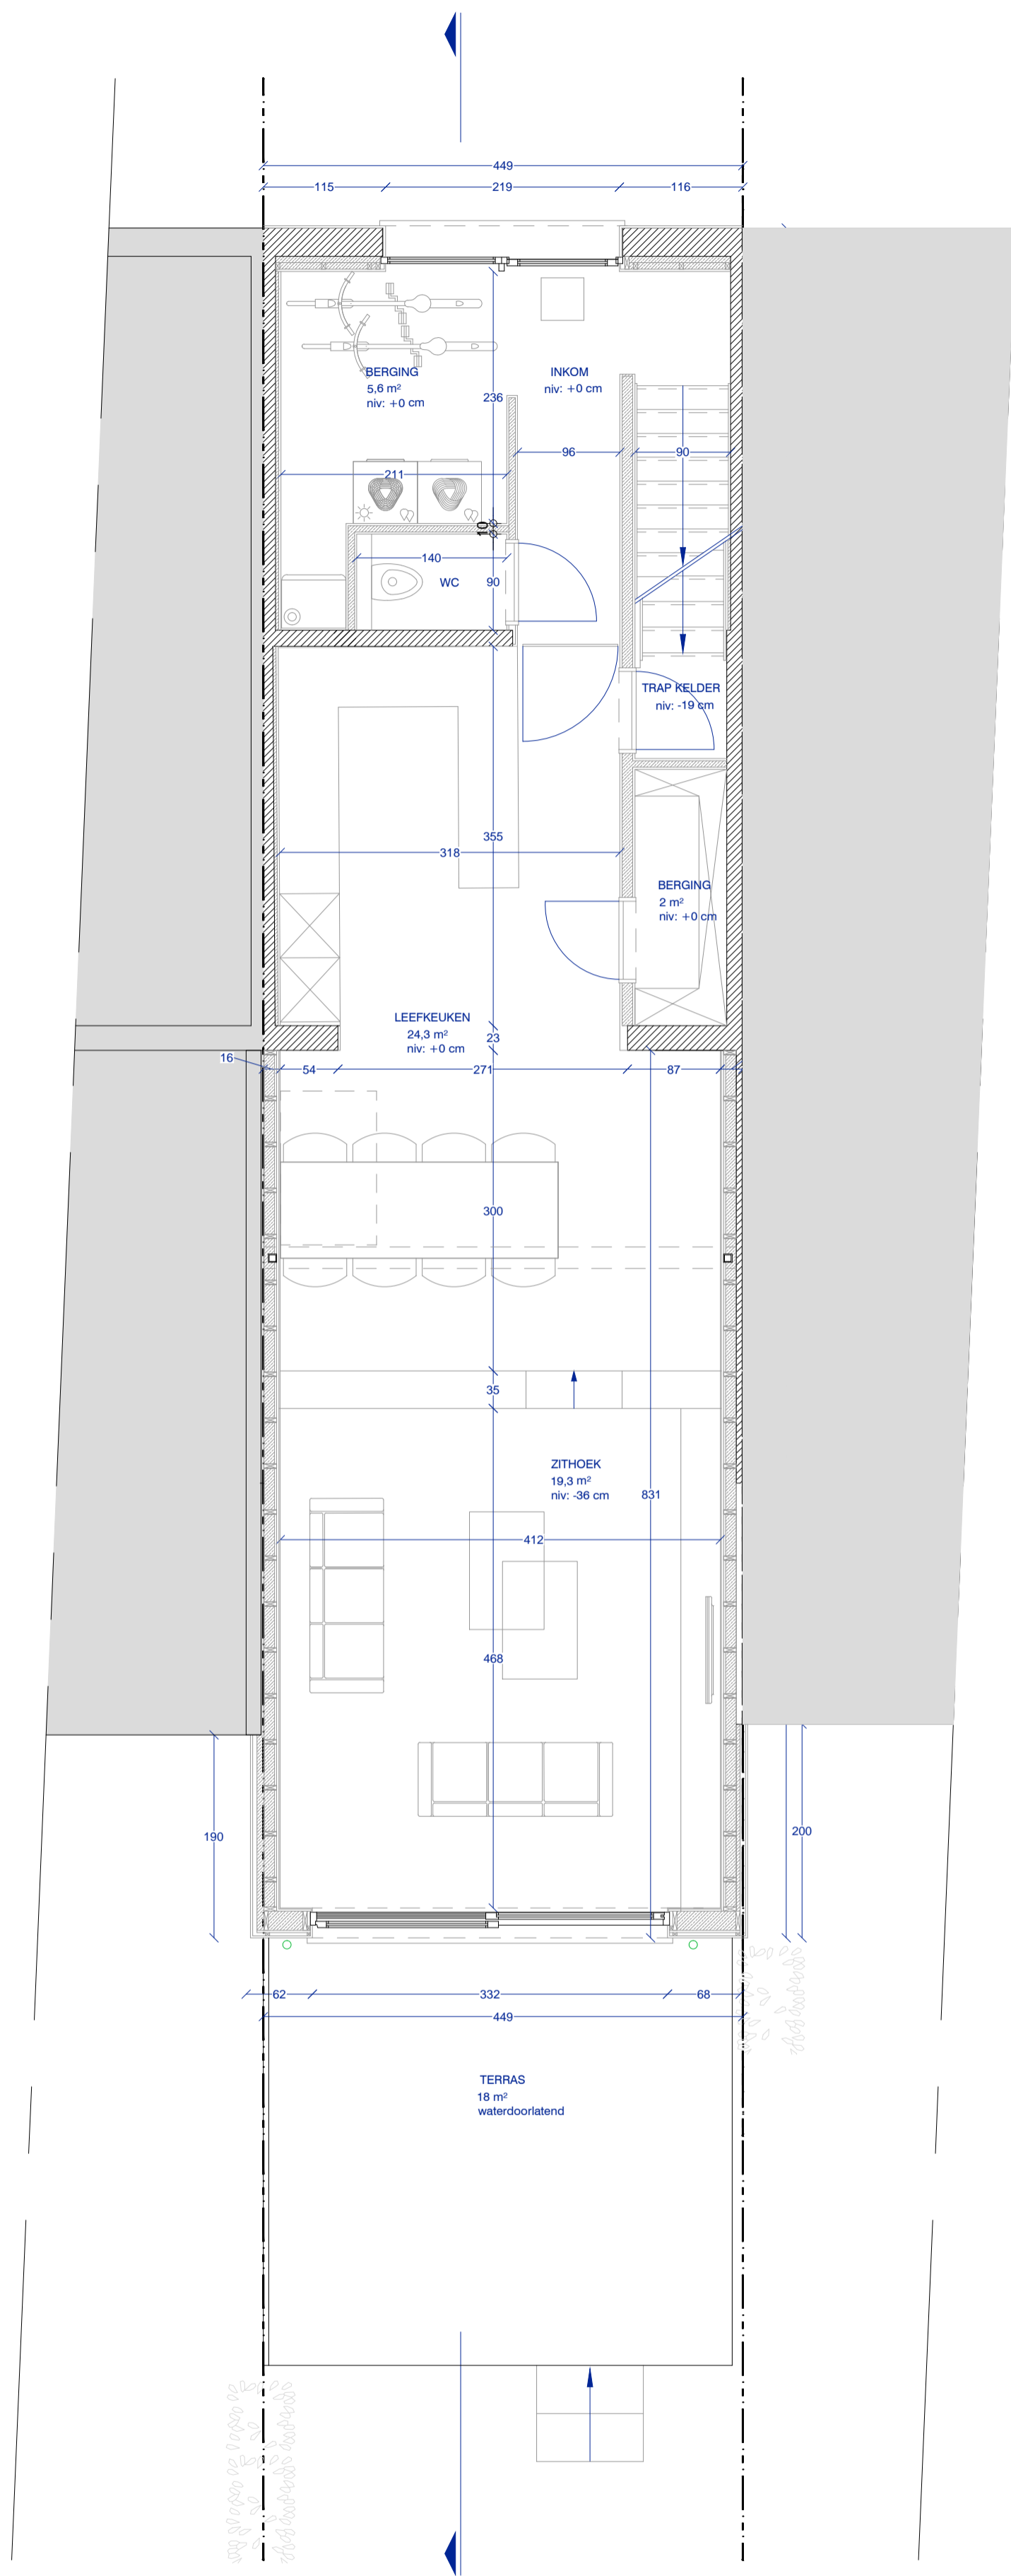 449
115
219
116
BERGING
5,6 m²
niv: +0 cm
INKOM
niv: +0 cm
236
96
90
211
10
140
WC
90
TRAP KELDER
niv: -19 cm
355
318
BERGING
2 m²
niv: +0 cm
LEEFKEUKEN
24,3 m²
niv: +0 cm
23
16
54
271
87
300
35
ZITHOEK
19,3 m²
niv: -36 cm
831
412
468
190
200
62
332
68
449
TERRAS
18 m²
waterdoorlatend